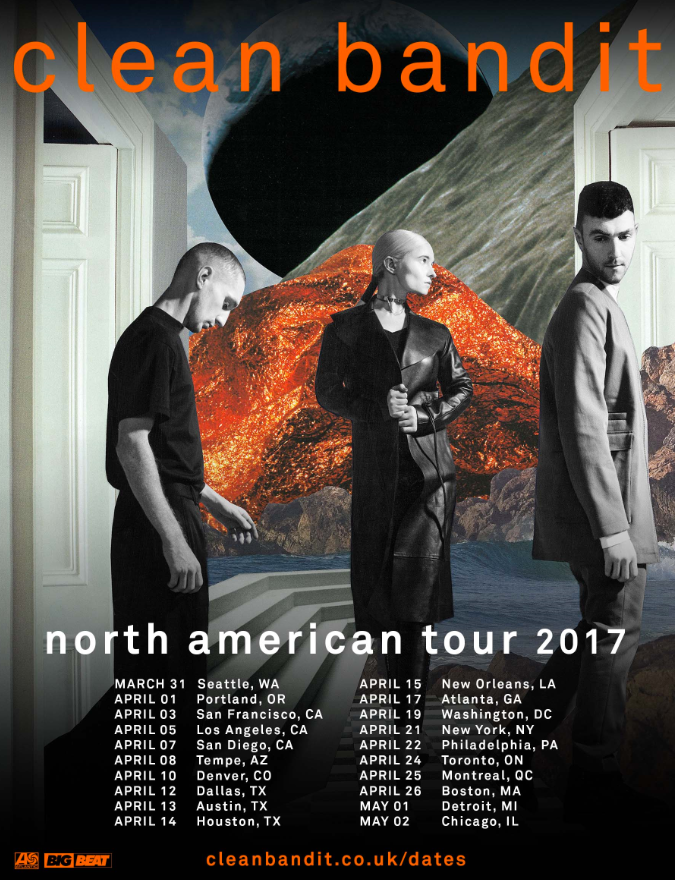 clean bandit
north american tour 2017
MARCH 31 Seattle, WA
APRIL 01 Portland, OR
APRIL 03 San Francisco, CA
APRIL 05 Los Angeles, CA
APRIL 07 San Diego, CA
APRIL 08 Tempe, AZ
APRIL 10 Denver, CO
APRIL 12 Dallas, TX
APRIL 13 Austin, TX
APRIL 14 Houston, TX
APRIL 15 New Orleans, LA
APRIL 17 Atlanta, GA
APRIL 19 Washington, DC
APRIL 21 New York, NY
APRIL 22 Philadelphia, PA
APRIL 24 Toronto, ON
APRIL 25 Montreal, QC
APRIL 26 Boston, MA
MAY 01 Detroit, MI
MAY 02 Chicago, IL
BIG BEAT
cleanbandit.co.uk/dates